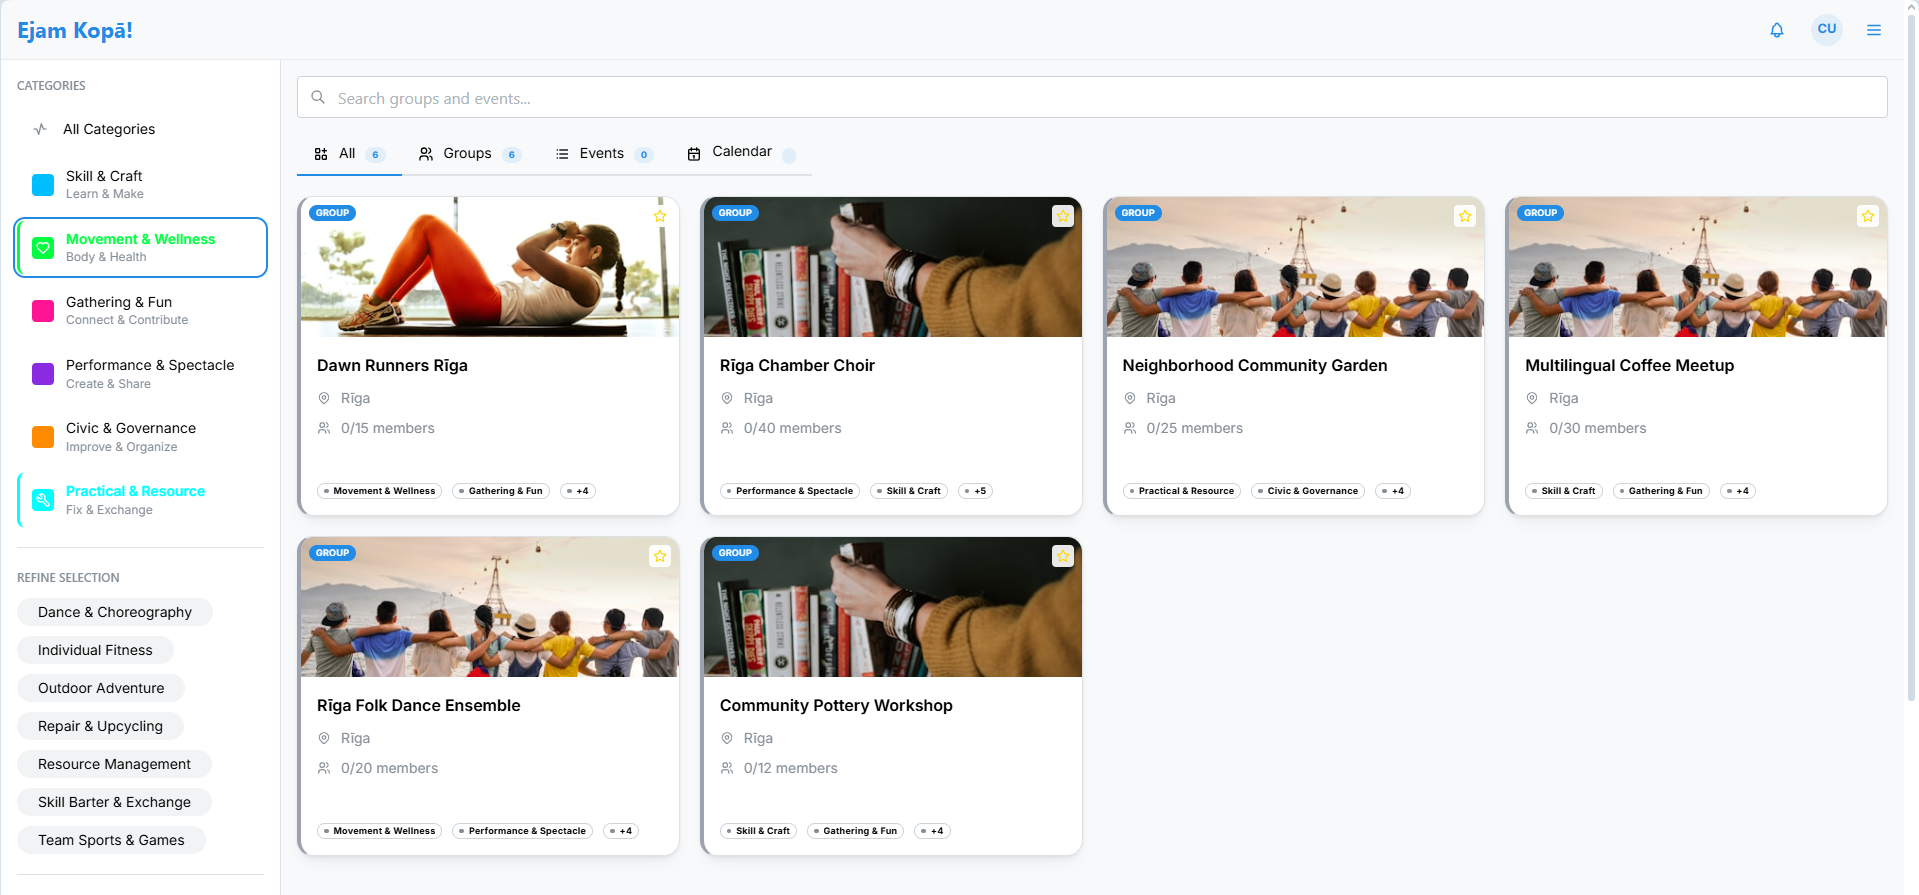 Ejam Kopā!
CU
CATEGORIES
All Categories
Skill & Craft
Learn & Make
Movement & Wellness
Body & Health
Gathering & Fun
Connect & Contribute
Performance & Spectacle
Create & Share
Civic & Governance
Improve & Organize
Practical & Resource
Fix & Exchange
REFINE SELECTION
Dance & Choreography
Individual Fitness
Outdoor Adventure
Repair & Upcycling
Resource Management
Skill Barter & Exchange
Team Sports & Games
Search groups and events...
All 6 Groups 6 Events 0 Calendar
GROUP
Dawn Runners Rīga
Rīga
0/15 members
Movement & Wellness Gathering & Fun +4
GROUP
Rīga Chamber Choir
Rīga
0/40 members
Performance & Spectacle Skill & Craft +5
GROUP
Neighborhood Community Garden
Rīga
0/25 members
Practical & Resource Civic & Governance +4
GROUP
Multilingual Coffee Meetup
Rīga
0/30 members
Skill & Craft Gathering & Fun +4
GROUP
Rīga Folk Dance Ensemble
Rīga
0/20 members
Movement & Wellness Performance & Spectacle +4
GROUP
Community Pottery Workshop
Rīga
0/12 members
Skill & Craft Gathering & Fun +4